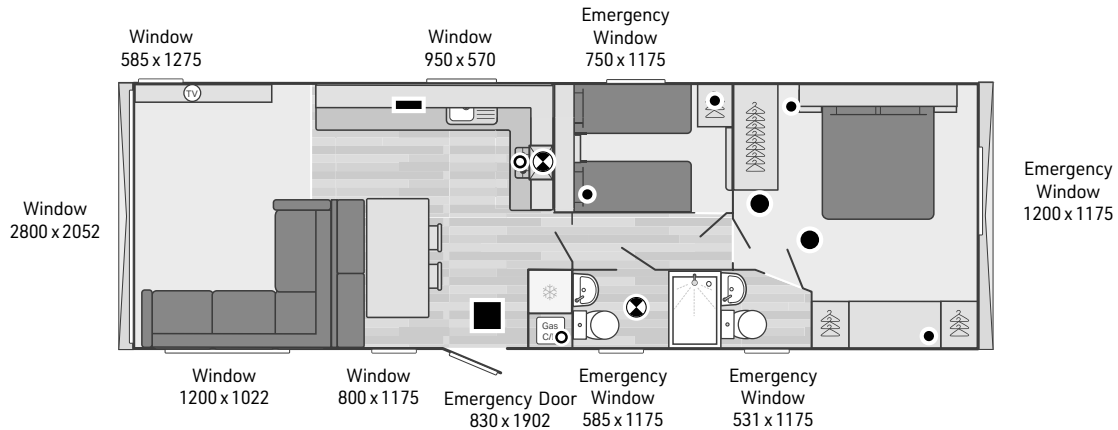 Emergency
Window
750 x 1175
Window
585 x 1275
Window
950 x 570
TV
Window
2800 x 2052
Emergency
Window
1200 x 1175
Gas
C/H
Window
1200 x 1022
Window
800 x 1175
Emergency Door
830 x 1902
Emergency
Window
585 x 1175
Emergency
Window
531 x 1175